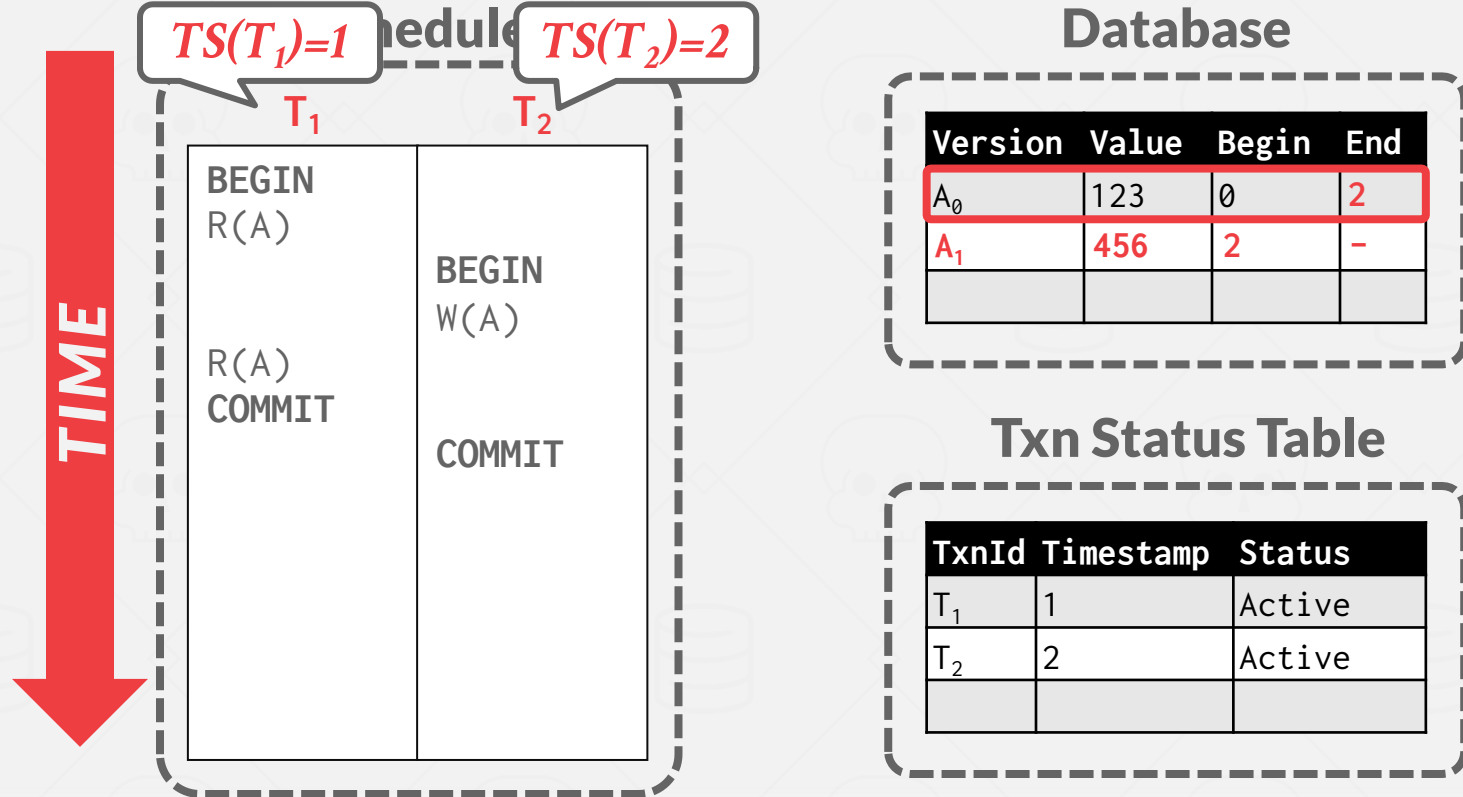 TS(T₁)=1
TS(T₂)=2
T₁ T₂
BEGIN
R(A)
BEGIN
W(A)
R(A)
COMMIT
COMMIT
TIME
Database
Version Value Begin End
A₀ 123 0 2
A₁ 456 2 –
Txn Status Table
TxnId Timestamp Status
T₁ 1 Active
T₂ 2 Active